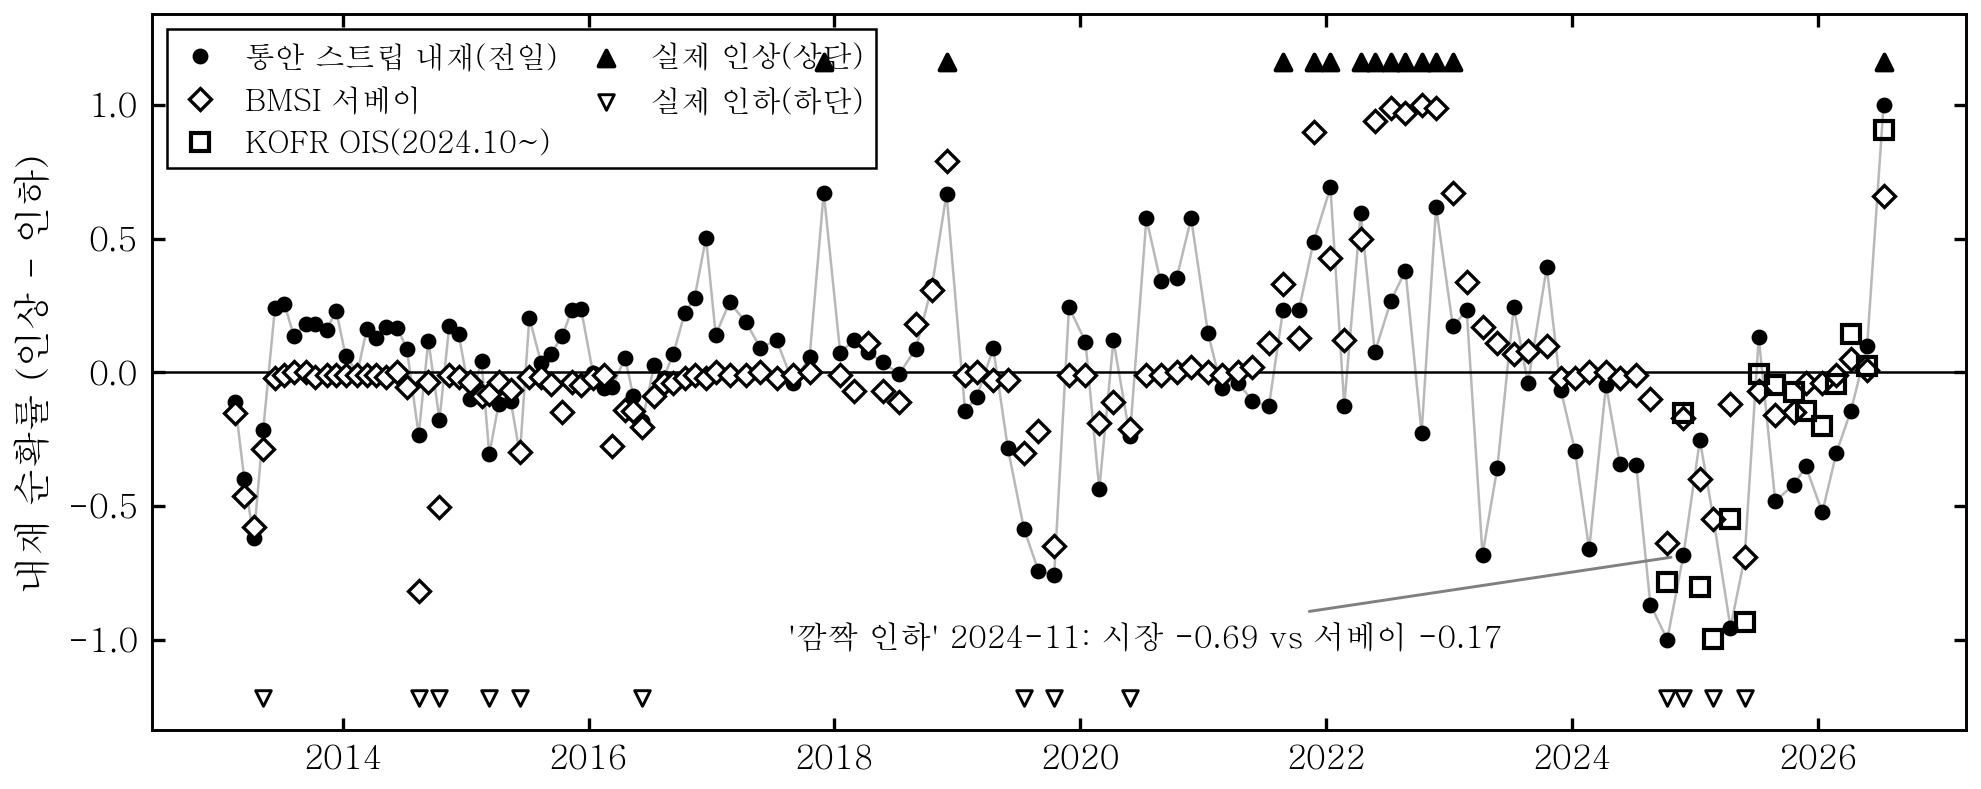 통안 스트립 내재(전일)
BMSI 서베이
KOFR OIS(2024.10~)
실제 인상(상단)
실제 인하(하단)
내재 순확률 (인상 - 인하)
1.0
0.5
0.0
-0.5
-1.0
'깜짝 인하' 2024-11: 시장 -0.69 vs 서베이 -0.17
2014
2016
2018
2020
2022
2024
2026